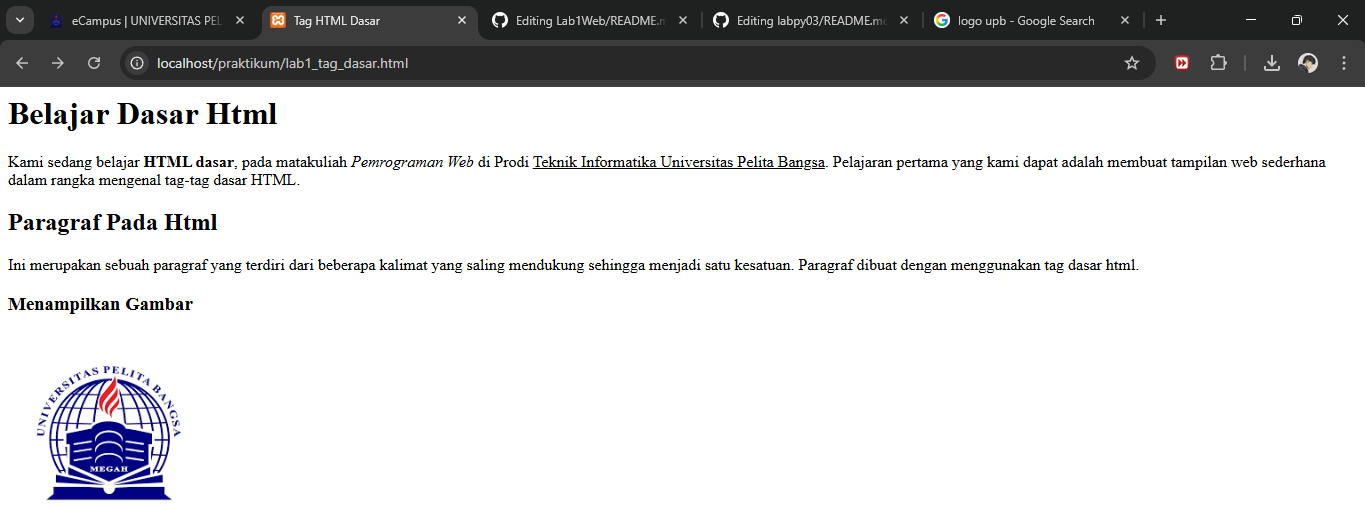 eCampus | UNIVERSITAS PEL
Tag HTML Dasar
Editing Lab1Web/README.m
Editing labpy03/README.mc
logo upb - Google Search
localhost/praktikum/lab1_tag_dasar.html
Belajar Dasar Html
Kami sedang belajar HTML dasar, pada matakuliah Pemrograman Web di Prodi Teknik Informatika Universitas Pelita Bangsa. Pelajaran pertama yang kami dapat adalah membuat tampilan web sederhana
dalam rangka mengenal tag-tag dasar HTML.
Paragraf Pada Html
Ini merupakan sebuah paragraf yang terdiri dari beberapa kalimat yang saling mendukung sehingga menjadi satu kesatuan. Paragraf dibuat dengan menggunakan tag dasar html.
Menampilkan Gambar
UNIVERSITAS PELITA BANGSA
MEGAH